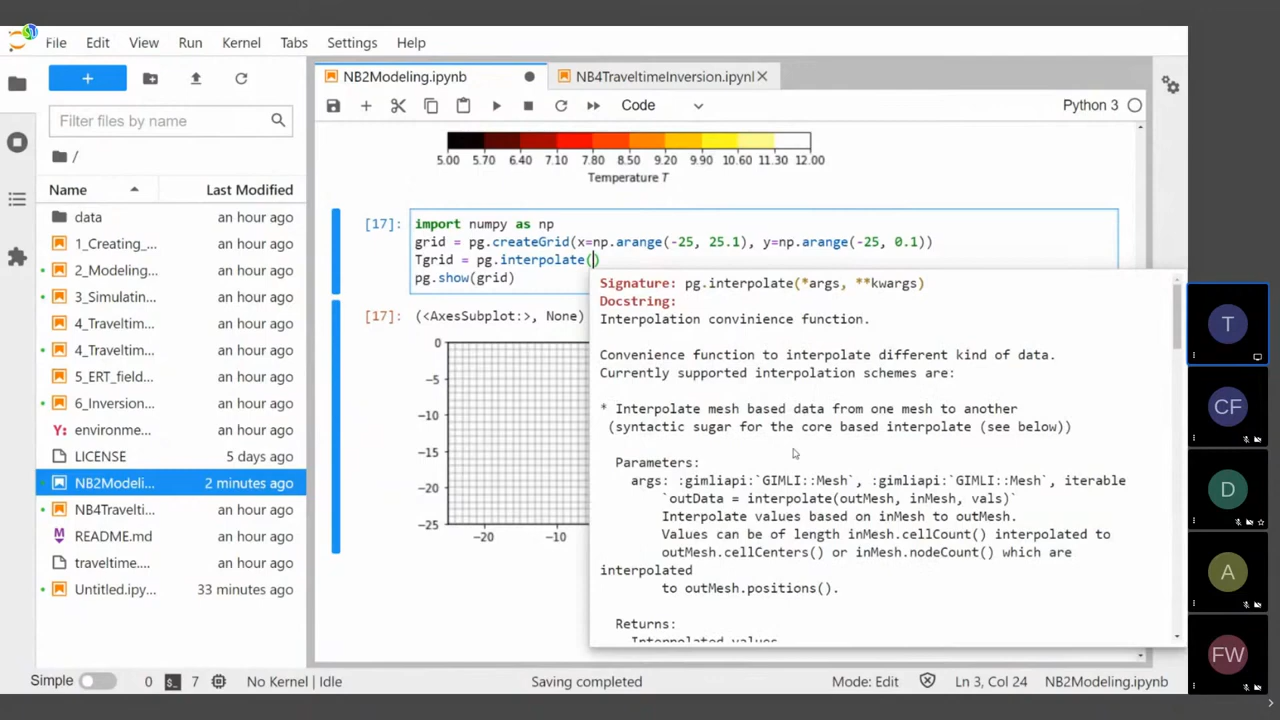 File Edit View Run Kernel Tabs Settings Help
+
Filter files by name
/
Name Last Modified
data an hour ago
1_Creating_... an hour ago
2_Modeling... an hour ago
3_Simulatin... an hour ago
4_Traveltim... an hour ago
4_Traveltim... an hour ago
5_ERT_field... an hour ago
6_Inversion... an hour ago
Y: environme... an hour ago
LICENSE 5 days ago
NB2Modeli... 2 minutes ago
NB4Travelti... an hour ago
README.md an hour ago
traveltime.... an hour ago
Untitled.ipy... 33 minutes ago
NB2Modeling.ipynb
NB4TraveltimeInversion.ipynl
Code
Python 3
5.00 5.70 6.40 7.10 7.80 8.50 9.20 9.90 10.60 11.30 12.00
Temperature T
[17]: import numpy as np
grid = pg.createGrid(x=np.arange(-25, 25.1), y=np.arange(-25, 0.1))
Tgrid = pg.interpolate()
pg.show(grid)
[17]: (<AxesSubplot:>, None)
0
−5
−10
−15
−20
−25
−20 −10
Signature: pg.interpolate(*args, **kwargs)
Docstring:
Interpolation convinience function.
Convenience function to interpolate different kind of data.
Currently supported interpolation schemes are:
* Interpolate mesh based data from one mesh to another
(syntactic sugar for the core based interpolate (see below))
Parameters:
args: :gimliapi:`GIMLI::Mesh`, :gimliapi:`GIMLI::Mesh`, iterable
`outData = interpolate(outMesh, inMesh, vals)`
Interpolate values based on inMesh to outMesh.
Values can be of length inMesh.cellCount() interpolated to
outMesh.cellCenters() or inMesh.nodeCount() which are
interpolated
to outMesh.positions().
Returns:
Interpolated values
T
CF
D
A
FW
Simple 0 7 No Kernel | Idle Saving completed Mode: Edit Ln 3, Col 24 NB2Modeling.ipynb